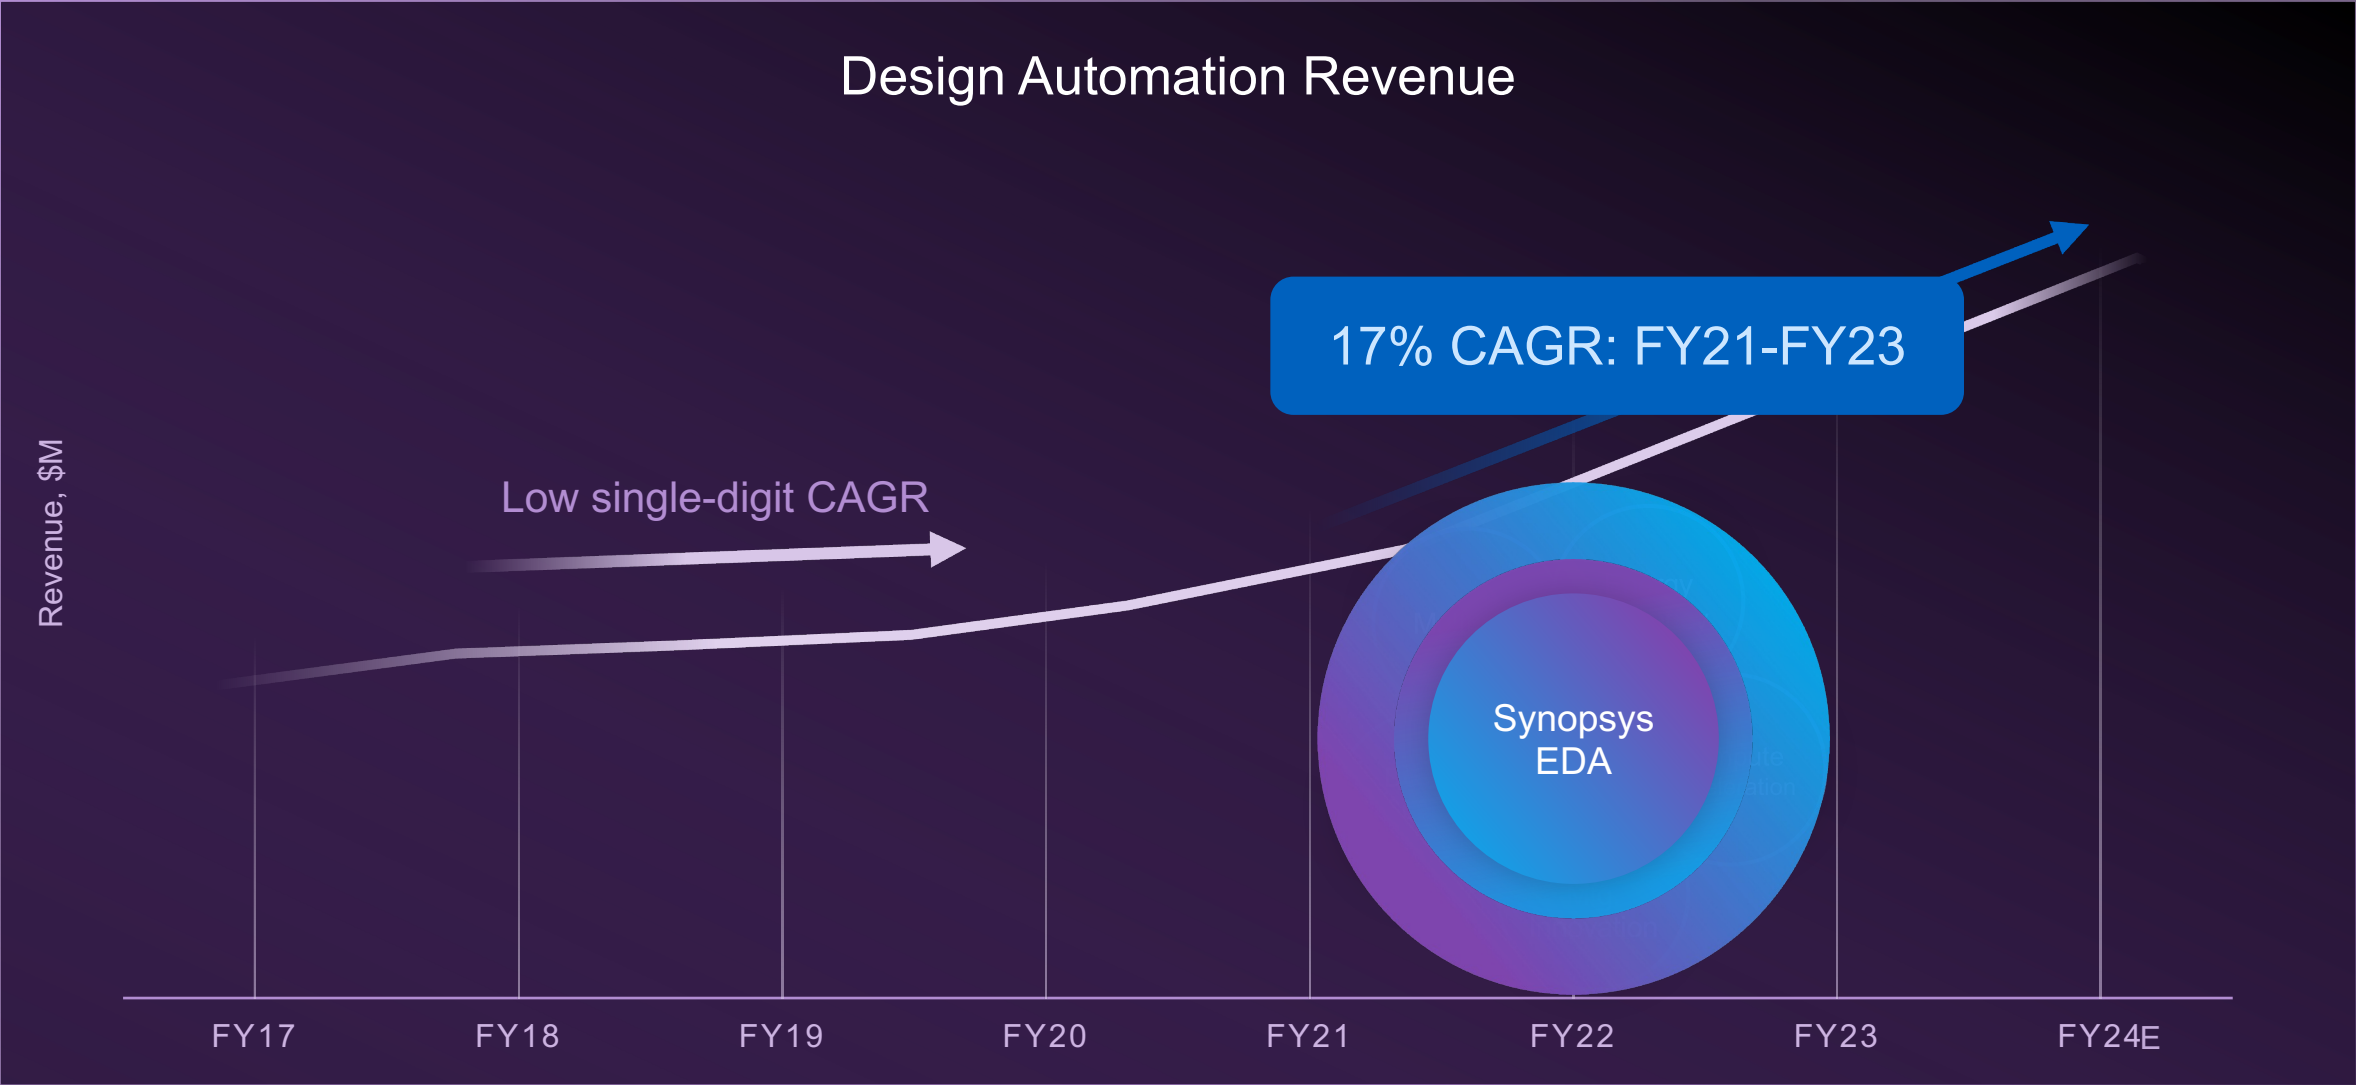 Design Automation Revenue
17% CAGR: FY21-FY23
Low single-digit CAGR
Revenue, $M
Synopsys
EDA
FY17
FY18
FY19
FY20
FY21
FY22
FY23
FY24E